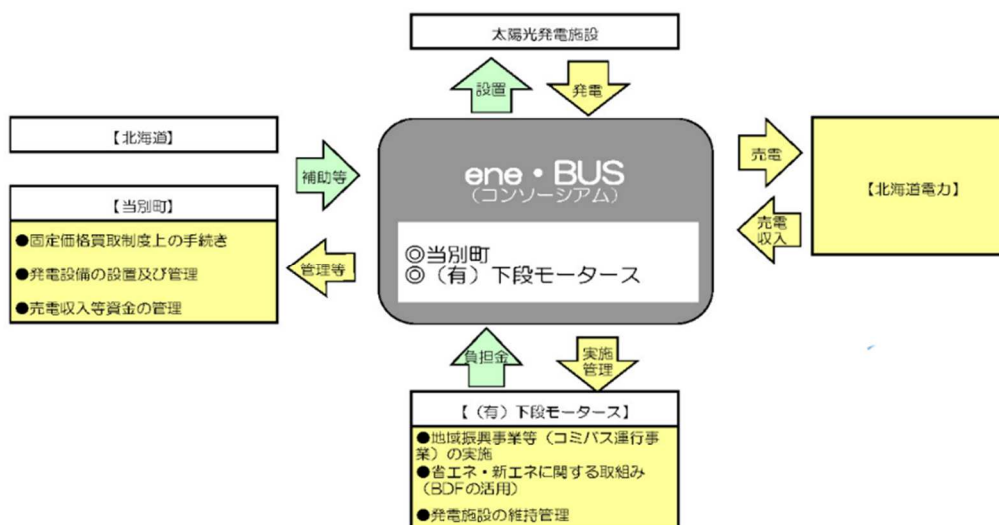 太陽光発電施設
設置
発電
【北海道】
補助等
【当別町】
●固定価格買取制度上の手続き
●発電設備の設置及び管理
●売電収入等資金の管理
管理等
ene・BUS
(コンソーシアム)
◎当別町
◎(有)下段モータース
売電
売電
収入
【北海道電力】
負担金
実施
管理
【(有)下段モータース】
●地域振興事業等(コミバス運行事
業)の実施
●省エネ・新エネに関する取組み
(BDFの活用)
●発電施設の維持管理